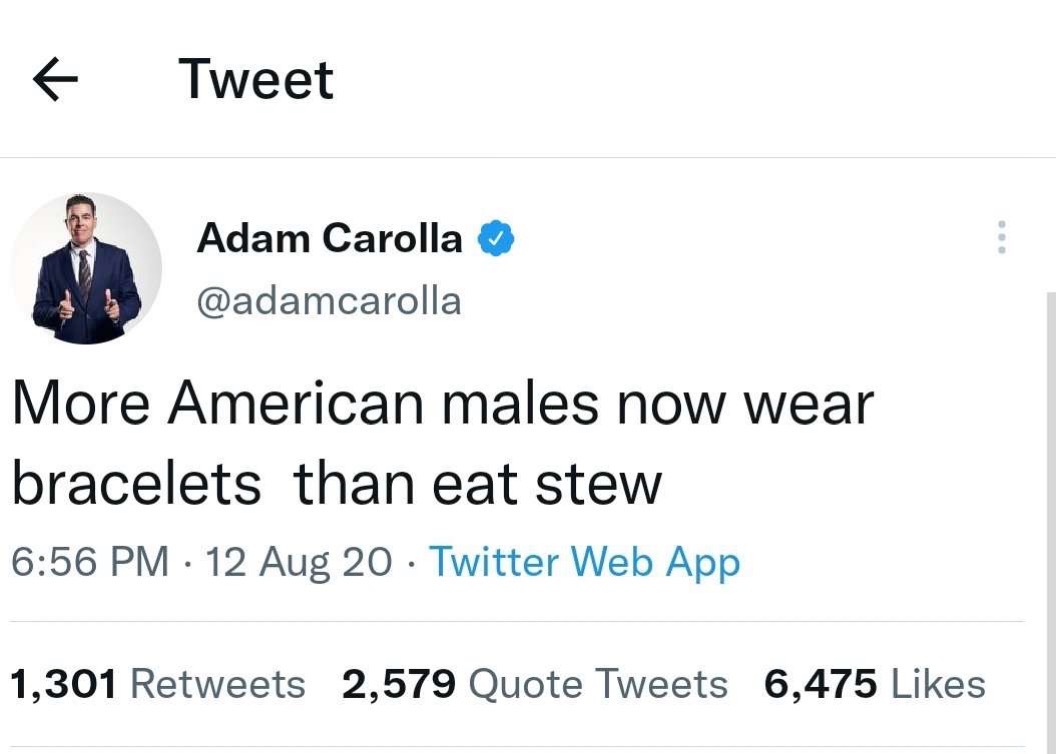 Tweet
Adam Carolla
@adamcarolla
More American males now wear
bracelets  than eat stew
6:56 PM · 12 Aug 20 · Twitter Web App
1,301 Retweets 2,579 Quote Tweets 6,475 Likes